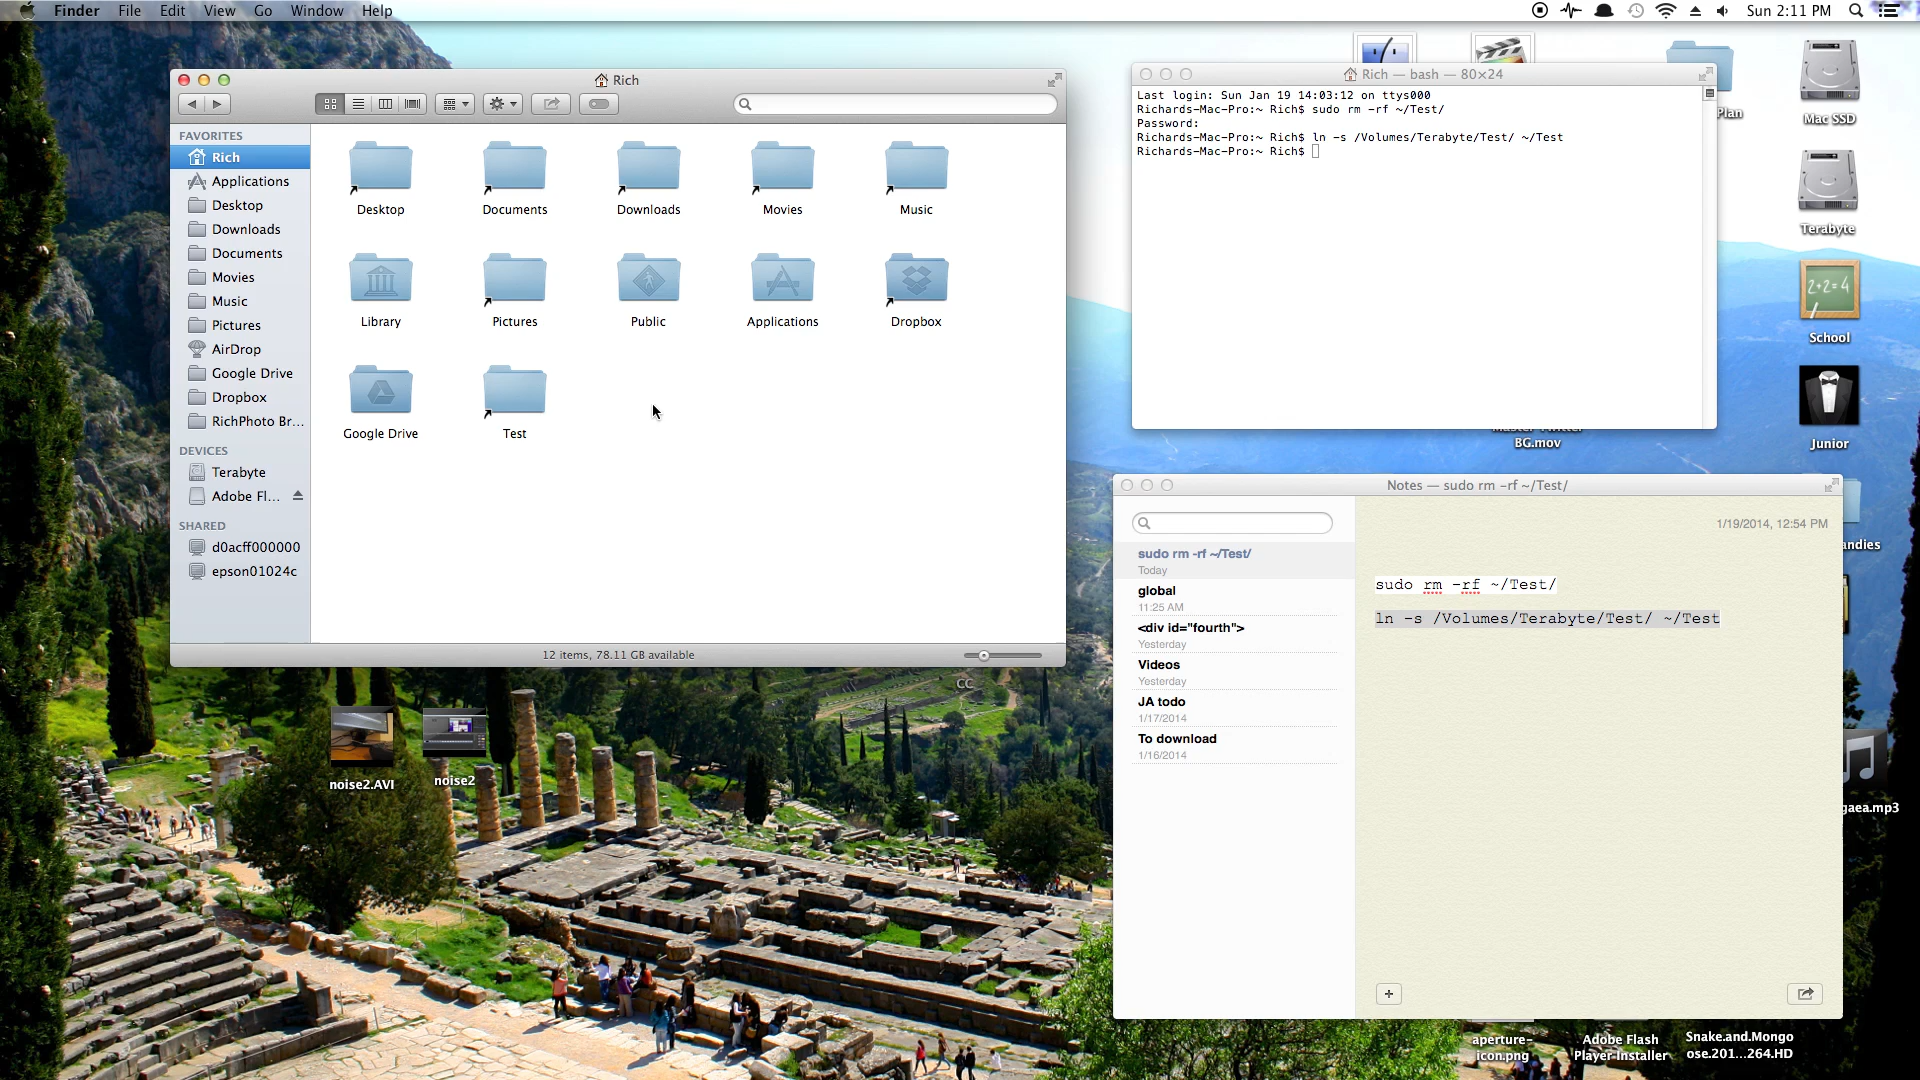 Finder File Edit View Go Window Help
Sun 2:11 PM
Rich
FAVORITES
Rich
Applications
Desktop
Downloads
Documents
Movies
Music
Pictures
AirDrop
Google Drive
Dropbox
RichPhoto Br...
DEVICES
Terabyte
Adobe Fl...
SHARED
d0acff000000
epson01024c
Desktop
Documents
Downloads
Movies
Music
Library
Pictures
Public
Applications
Dropbox
Google Drive
Test
12 items, 78.11 GB available
Rich — bash — 80×24
Last login: Sun Jan 19 14:03:12 on ttys000
Richards-Mac-Pro:~ Rich$ sudo rm -rf ~/Test/
Password:
Richards-Mac-Pro:~ Rich$ ln -s /Volumes/Terabyte/Test/ ~/Test
Richards-Mac-Pro:~ Rich$
Plan
Mac SSD
Terabyte
2+2=4
School
Junior
BG.mov
Notes — sudo rm -rf ~/Test/
sudo rm -rf ~/Test/
Today
global
11:25 AM
<div id="fourth">
Yesterday
Videos
Yesterday
JA todo
1/17/2014
To download
1/16/2014
1/19/2014, 12:54 PM
sudo rm -rf ~/Test/
ln -s /Volumes/Terabyte/Test/ ~/Test
andies
gaea.mp3
CC
noise2.AVI
noise2
aperture-
icon.png
Adobe Flash
Player Installer
Snake.and.Mongo
ose.201...264.HD